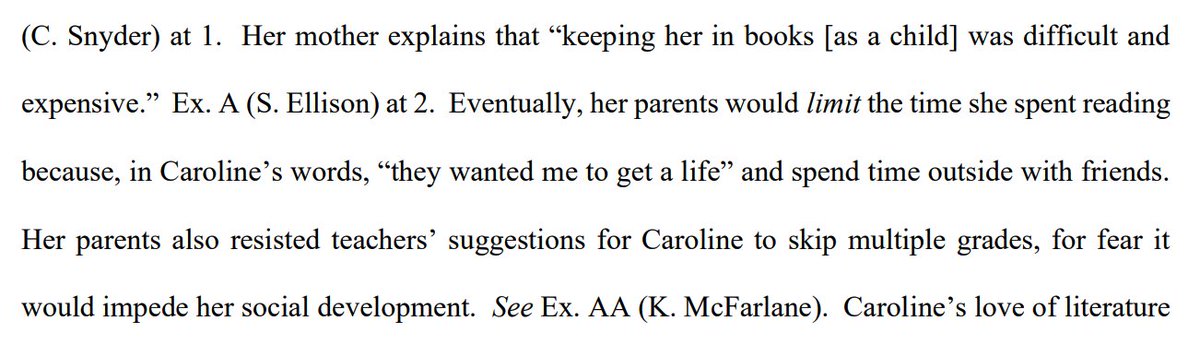 (C. Snyder) at 1.  Her mother explains that “keeping her in books [as a child] was difficult and
expensive.”  Ex. A (S. Ellison) at 2.  Eventually, her parents would limit the time she spent reading
because, in Caroline’s words, “they wanted me to get a life” and spend time outside with friends.
Her parents also resisted teachers’ suggestions for Caroline to skip multiple grades, for fear it
would impede her social development.  See Ex. AA (K. McFarlane).  Caroline’s love of literature